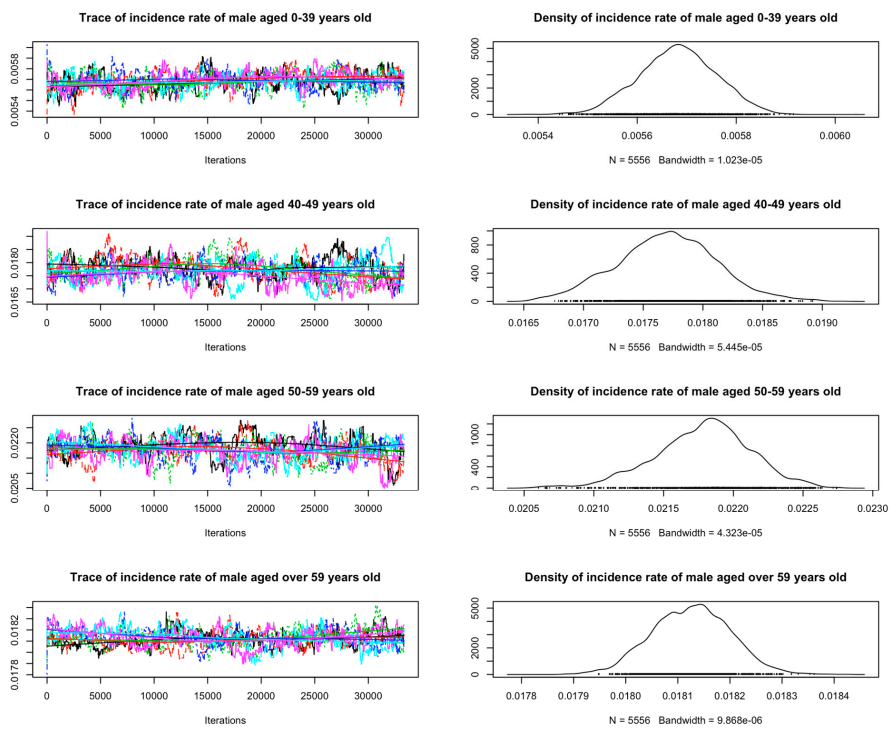 Trace of incidence rate of male aged 0-39 years old
0.0054 0.0058
0 5000 10000 15000 20000 25000 30000
Iterations
Density of incidence rate of male aged 0-39 years old
0 2000 5000
0.0054 0.0056 0.0058 0.0060
N = 5556 Bandwidth = 1.023e-05
Trace of incidence rate of male aged 40-49 years old
0.0165 0.0180
0 5000 10000 15000 20000 25000 30000
Iterations
Density of incidence rate of male aged 40-49 years old
0 400 800
0.0165 0.0170 0.0175 0.0180 0.0185 0.0190
N = 5556 Bandwidth = 5.445e-05
Trace of incidence rate of male aged 50-59 years old
0.0205 0.0220
0 5000 10000 15000 20000 25000 30000
Iterations
Density of incidence rate of male aged 50-59 years old
0 400 1000
0.0205 0.0210 0.0215 0.0220 0.0225 0.0230
N = 5556 Bandwidth = 4.323e-05
Trace of incidence rate of male aged over 59 years old
0.0178 0.0182
0 5000 10000 15000 20000 25000 30000
Iterations
Density of incidence rate of male aged over 59 years old
0 2000 5000
0.0178 0.0179 0.0180 0.0181 0.0182 0.0183 0.0184
N = 5556 Bandwidth = 9.868e-06